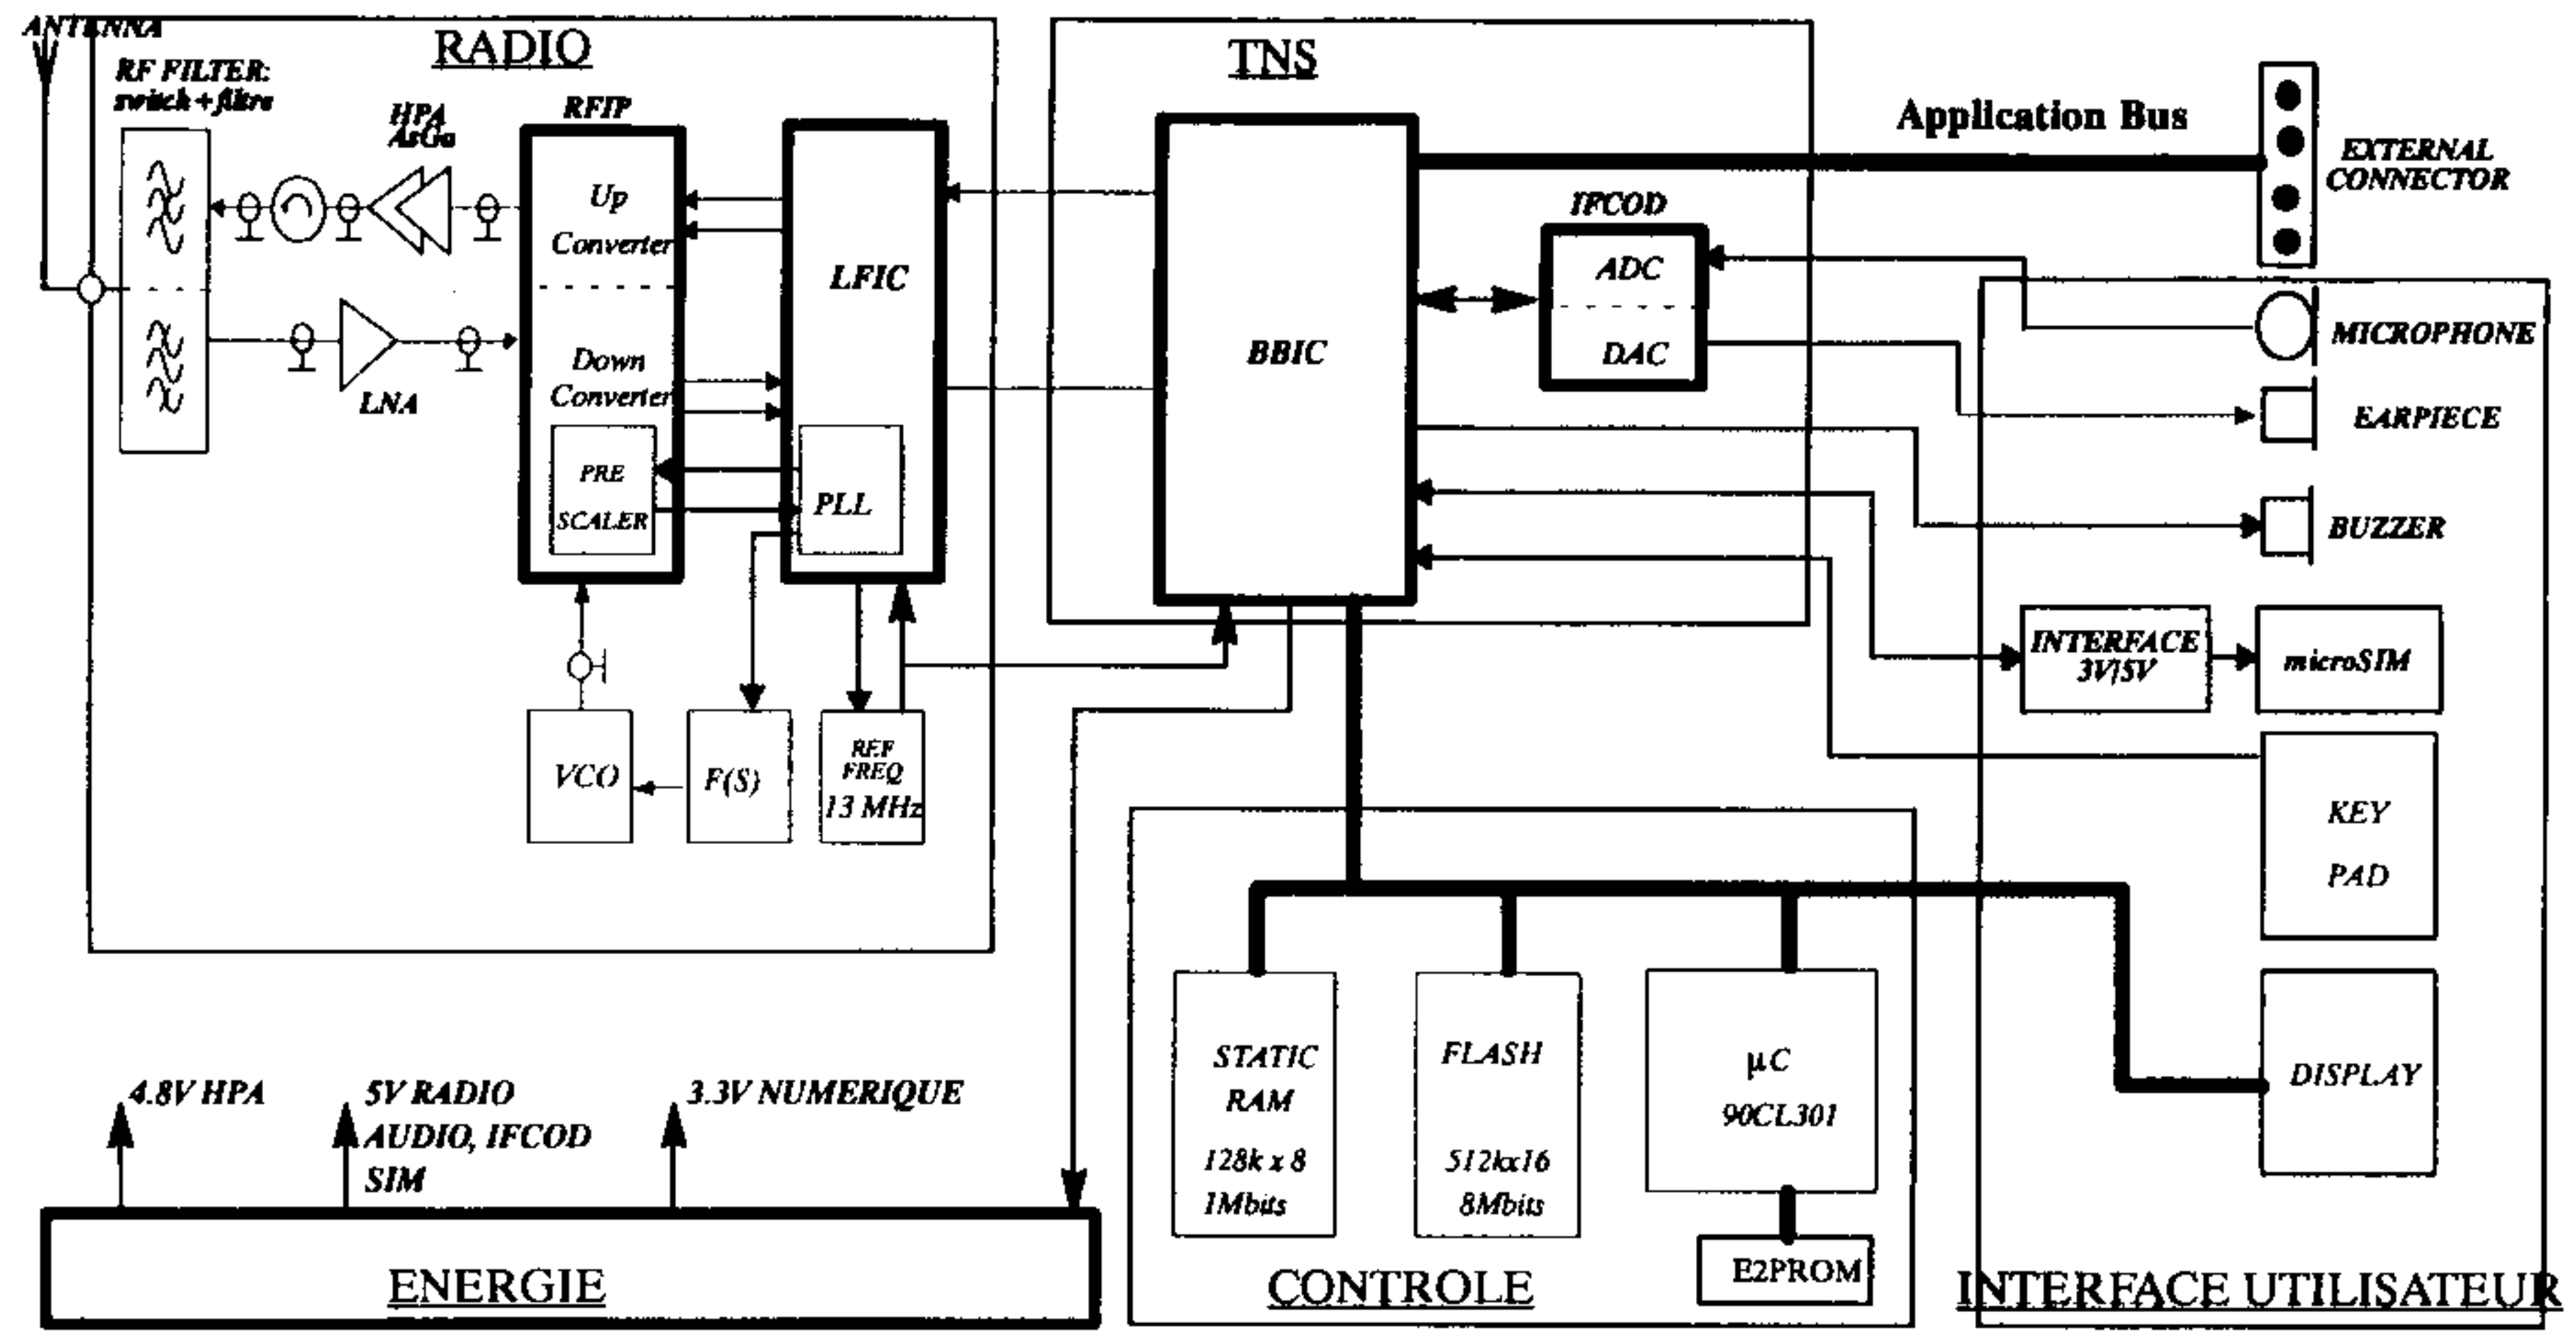 ANTENNA
RADIO
RF FILTER:
switch+filtre
HPA
AsGa
RFIP
Up
Converter
Down
Converter
PRE
SCALER
LFIC
PLL
LNA
VCO
F(S)
REF
FREQ
13 MHz
TNS
BBIC
IFCOD
ADC
DAC
Application Bus
EXTERNAL
CONNECTOR
MICROPHONE
EARPIECE
BUZZER
INTERFACE
3V/5V
microSIM
KEY
PAD
DISPLAY
INTERFACE UTILISATEUR
STATIC
RAM
128k x 8
1Mbits
FLASH
512kx16
8Mbits
µC
90CL301
E2PROM
CONTROLE
4.8V HPA
5V RADIO
AUDIO, IFCOD
SIM
3.3V NUMERIQUE
ENERGIE